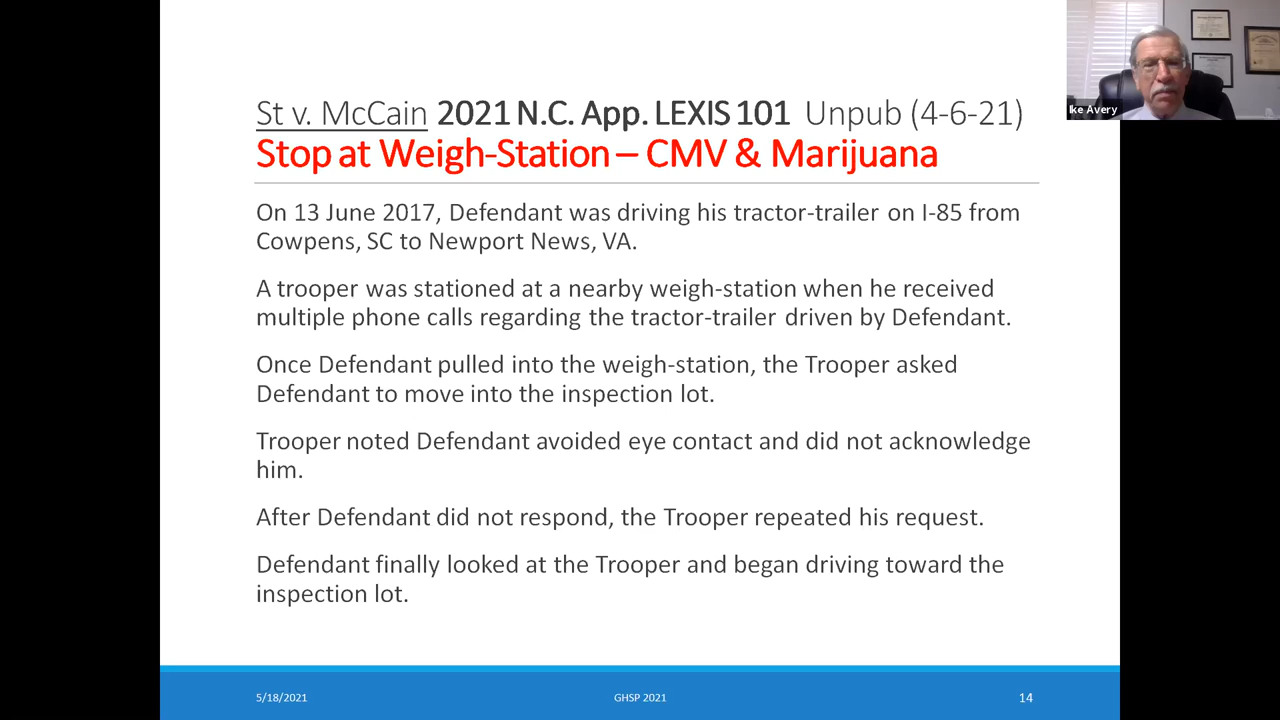 St v. McCain 2021 N.C. App. LEXIS 101 Unpub (4-6-21)
Stop at Weigh-Station – CMV & Marijuana
On 13 June 2017, Defendant was driving his tractor-trailer on I-85 from
Cowpens, SC to Newport News, VA.
A trooper was stationed at a nearby weigh-station when he received
multiple phone calls regarding the tractor-trailer driven by Defendant.
Once Defendant pulled into the weigh-station, the Trooper asked
Defendant to move into the inspection lot.
Trooper noted Defendant avoided eye contact and did not acknowledge
him.
After Defendant did not respond, the Trooper repeated his request.
Defendant finally looked at the Trooper and began driving toward the
inspection lot.
5/18/2021
GHSP 2021
14
Ike Avery